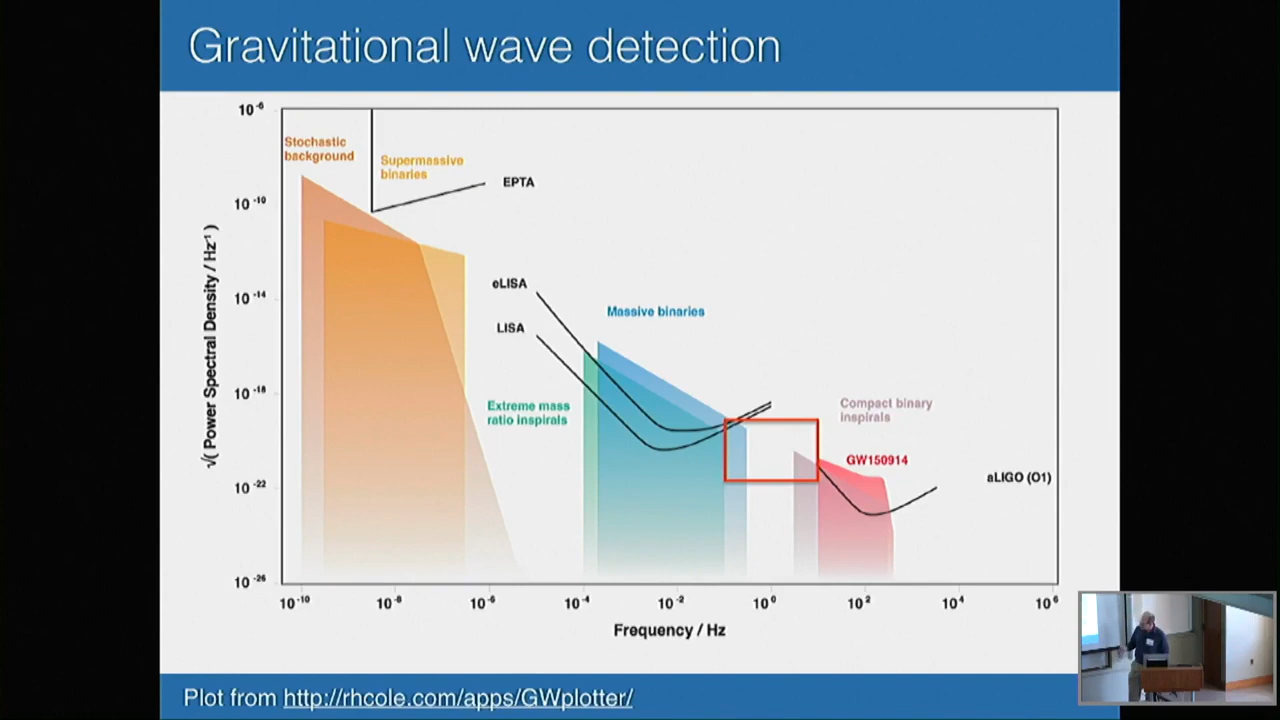 Gravitational wave detection
10⁻⁶
10⁻¹⁰
10⁻¹⁴
10⁻¹⁸
10⁻²²
10⁻²⁶
√( Power Spectral Density / Hz⁻¹ )
Stochastic
background
Supermassive
binaries
EPTA
eLISA
LISA
Massive binaries
Extreme mass
ratio inspirals
Compact binary
inspirals
GW150914
aLIGO (O1)
10⁻¹⁰
10⁻⁸
10⁻⁶
10⁻⁴
10⁻²
10⁰
10²
10⁴
10⁶
Frequency / Hz
Plot from http://rhcole.com/apps/GWplotter/